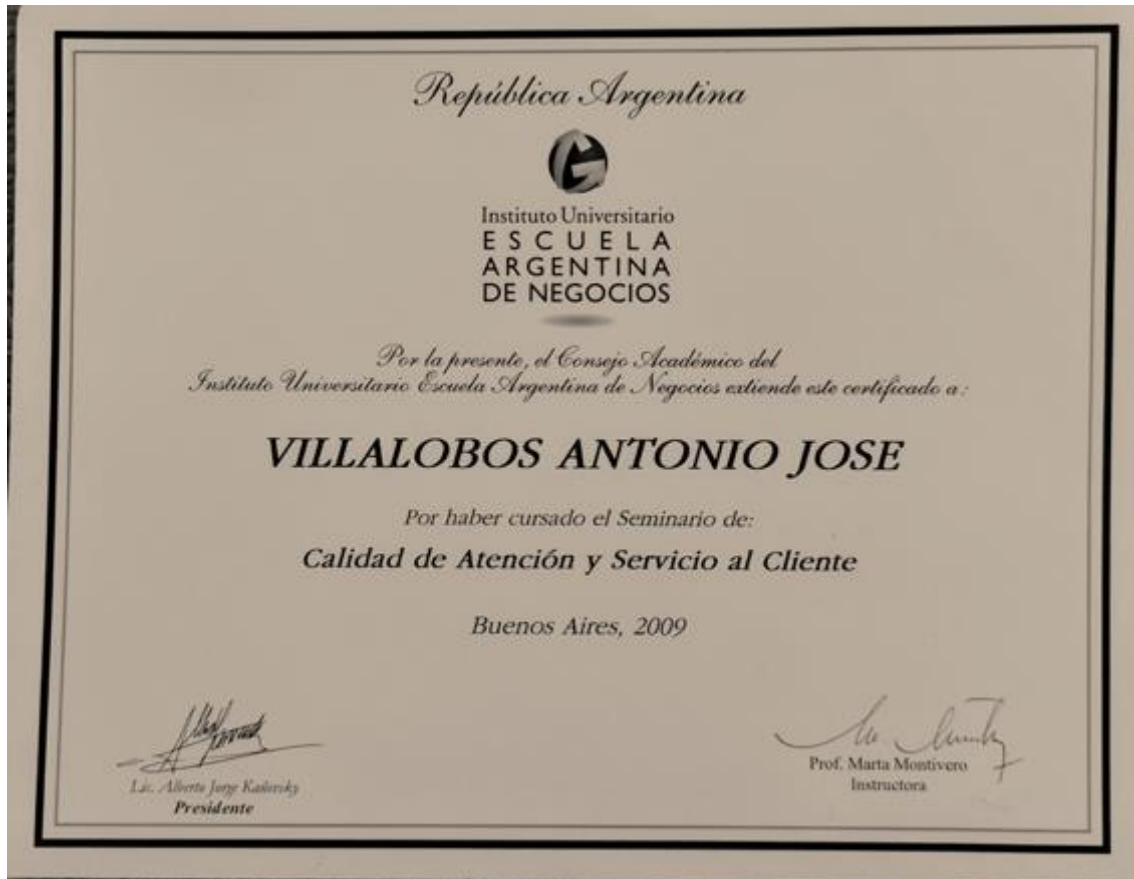 República Argentina
Instituto Universitario
ESCUELA
ARGENTINA
DE NEGOCIOS
Por la presente, el Consejo Académico del
Instituto Universitario Escuela Argentina de Negocios extiende este certificado a:
VILLALOBOS ANTONIO JOSE
Por haber cursado el Seminario de:
Calidad de Atención y Servicio al Cliente
Buenos Aires, 2009
Lic. Alberto Jorge
Presidente
Prof. Marta Montivero
Instructora